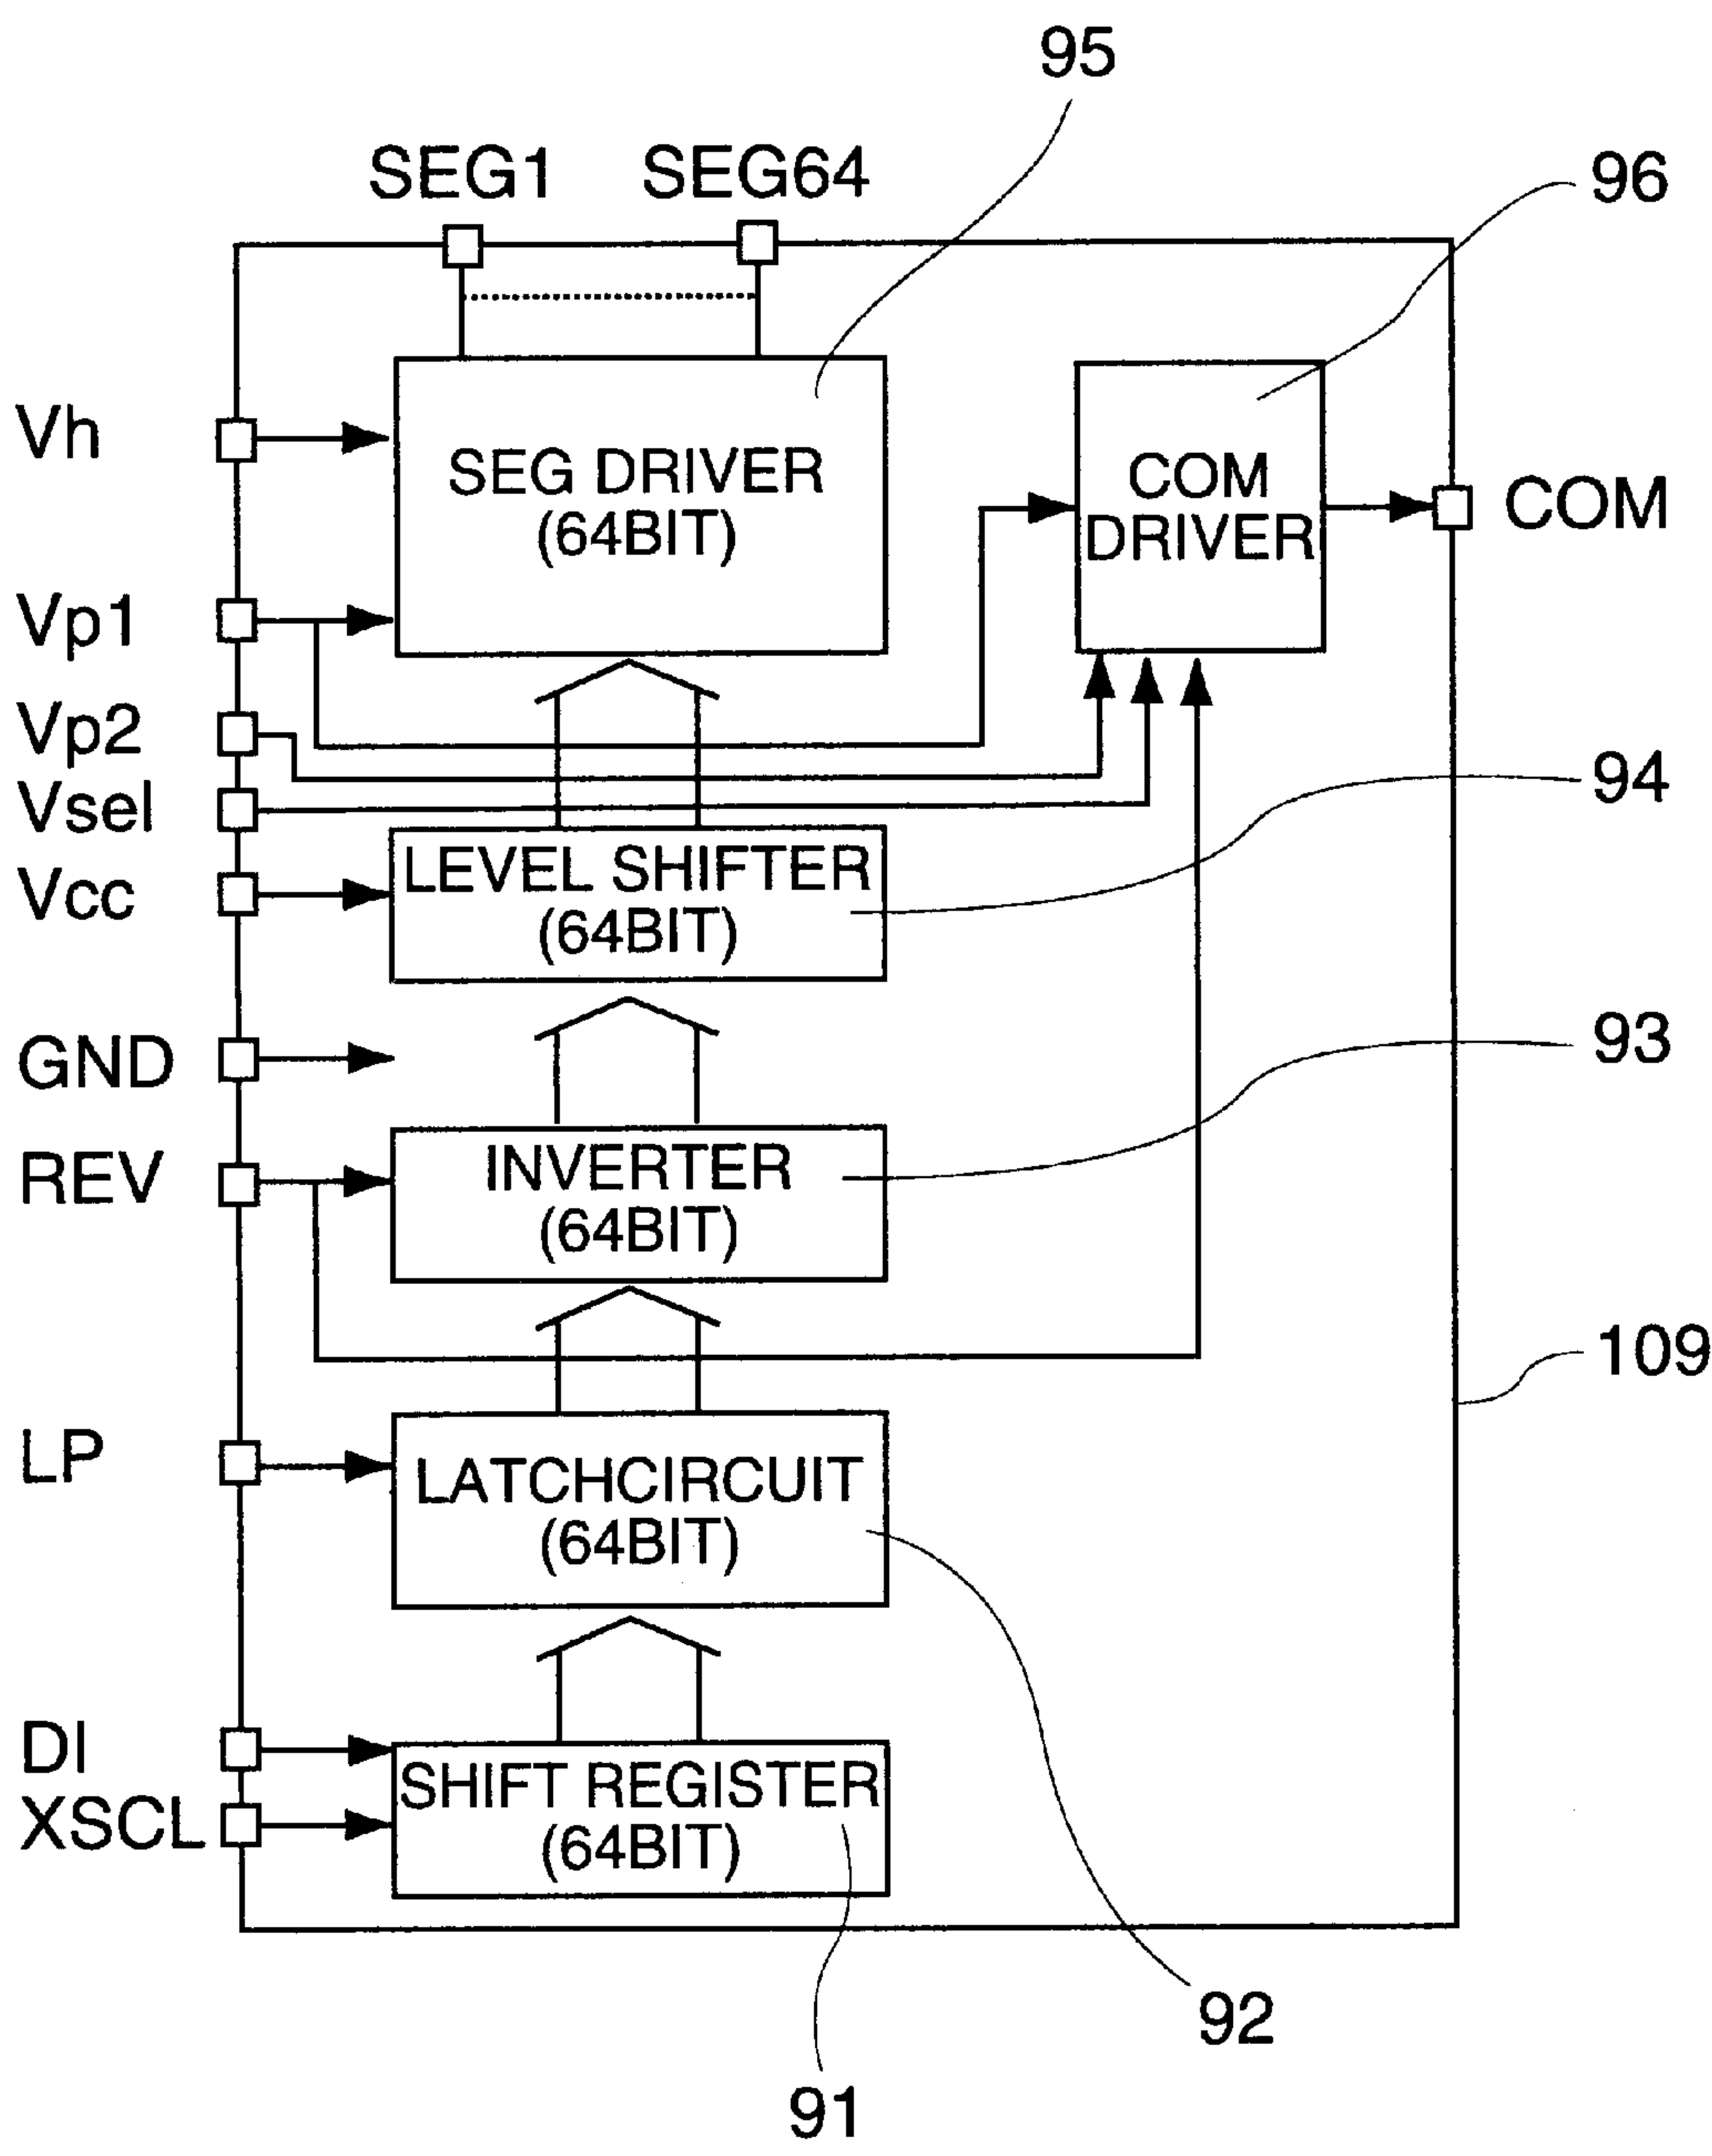 95
SEG1 SEG64
96
Vh
SEG DRIVER
(64BIT)
COM
DRIVER
COM
Vp1
Vp2
Vsel
94
Vcc
LEVEL SHIFTER
(64BIT)
GND
93
REV
INVERTER
(64BIT)
109
LP
LATCHCIRCUIT
(64BIT)
DI
XSCL
SHIFT REGISTER
(64BIT)
92
91